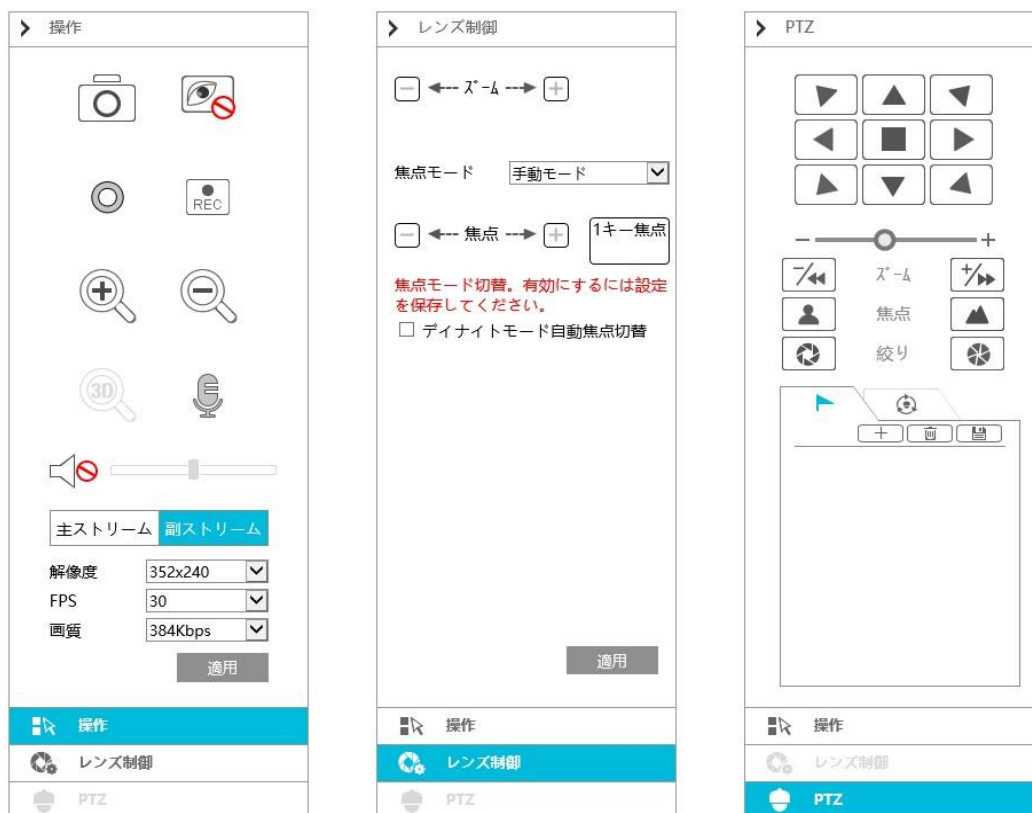 操作
REC
3D
主ストリーム 副ストリーム
解像度 352x240
FPS 30
画質 384Kbps
適用
操作
レンズ制御
PTZ
レンズ制御
ズーム
焦点モード 手動モード
焦点 1キー焦点
焦点モード切替。有効にするには設定
を保存してください。
デイナイトモード自動焦点切替
適用
操作
レンズ制御
PTZ
PTZ
ズーム
焦点
絞り
操作
レンズ制御
PTZ